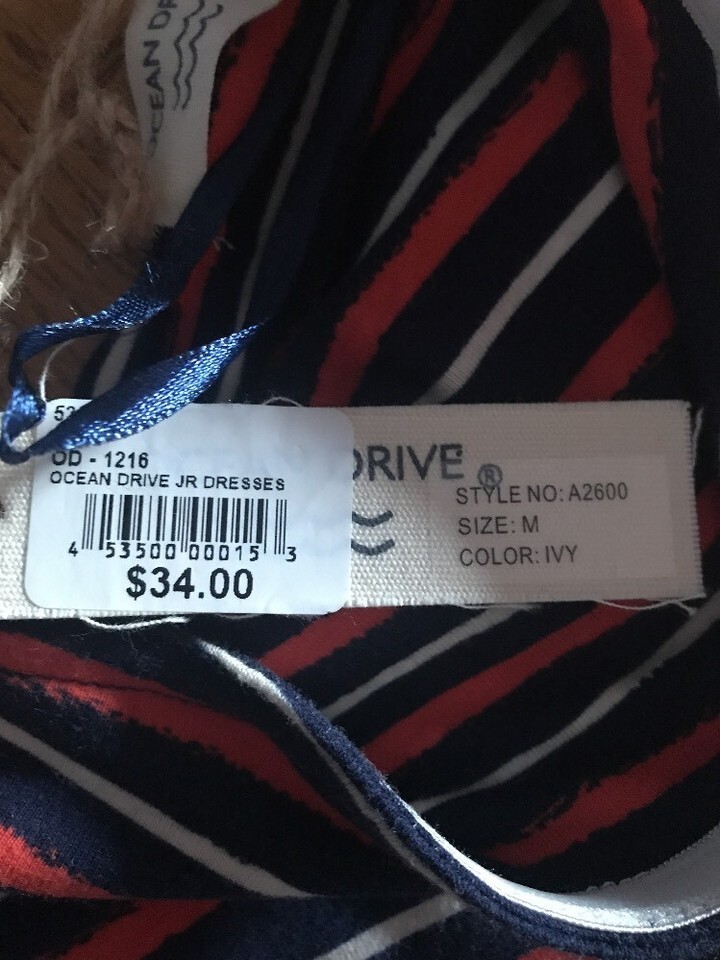 OCEAN DR
53
OD - 1216
OCEAN DRIVE JR DRESSES
4 53500 00015 3
$34.00
DRIVE ®
STYLE NO: A2600
SIZE: M
COLOR: IVY